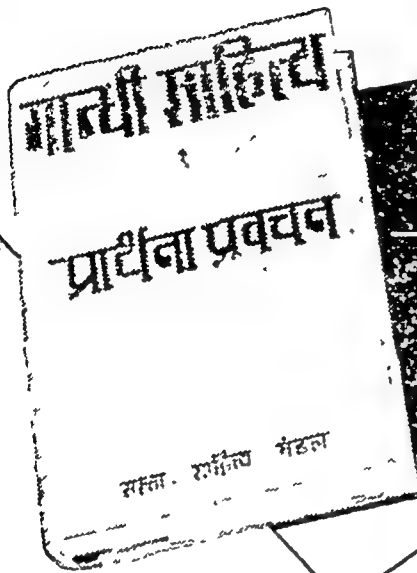 गान्धी साहित्य
प्रार्थना प्रवचन
सस्ता साहित्य मंडल